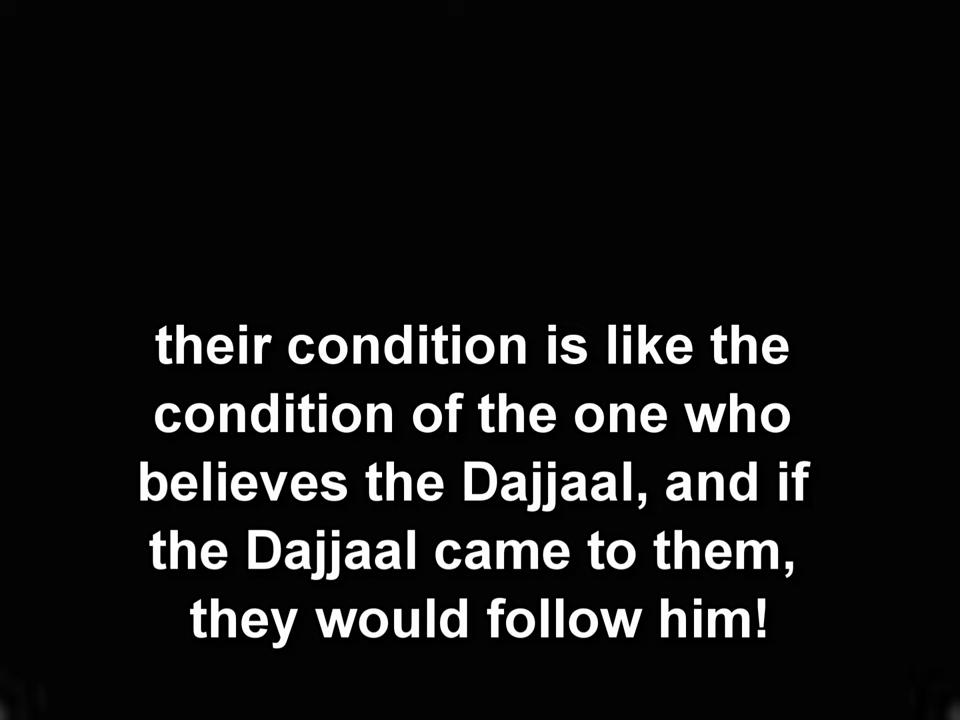 their condition is like the
condition of the one who
believes the Dajjaal, and if
the Dajjaal came to them,
they would follow him!